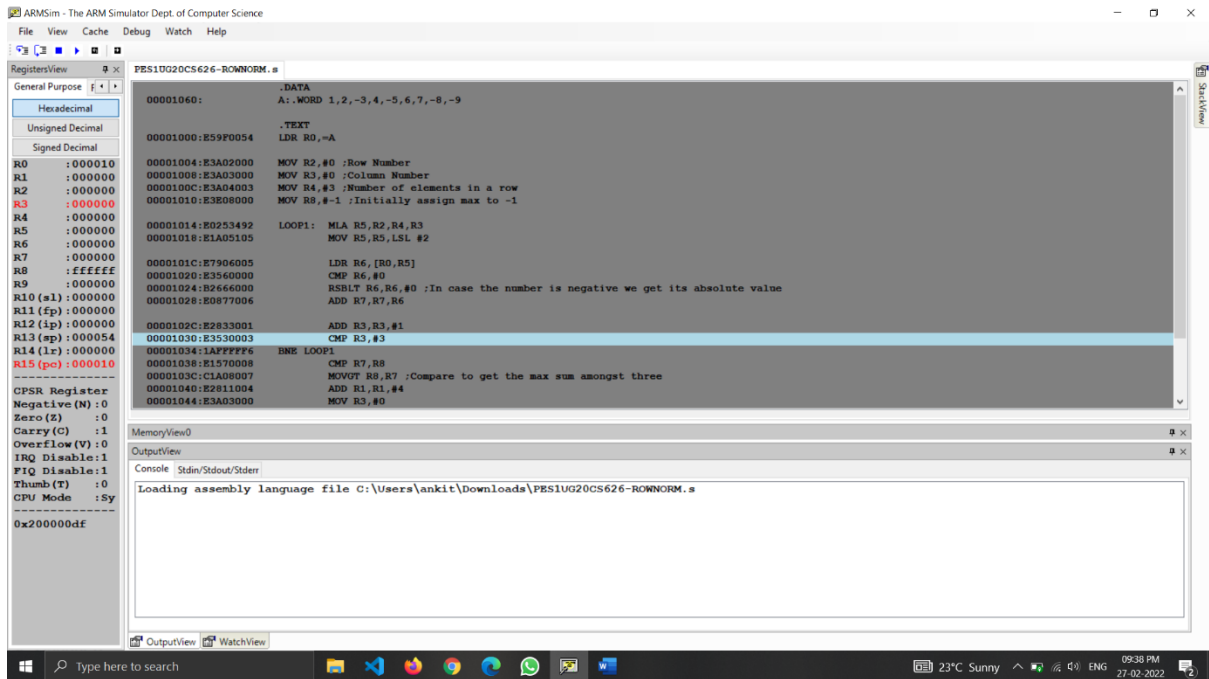 ARMSim - The ARM Simulator Dept. of Computer Science
File View Cache Debug Watch Help
RegistersView
General Purpose F
Hexadecimal
Unsigned Decimal
Signed Decimal
R0 :000010
R1 :000000
R2 :000000
R3 :000000
R4 :000000
R5 :000000
R6 :000000
R7 :000000
R8 :ffffff
R9 :000000
R10(sl):000000
R11(fp):000000
R12(ip):000000
R13(sp):000054
R14(lr):000000
R15(pc):000010
--------------
CPSR Register
Negative(N):0
Zero(Z) :0
Carry(C) :1
Overflow(V):0
IRQ Disable:1
FIQ Disable:1
Thumb(T) :0
CPU Mode :Sy
--------------
0x200000df
PES1UG20CS626-ROWNORM.s
.DATA
00001060: A:.WORD 1,2,-3,4,-5,6,7,-8,-9
.TEXT
00001000:E59F0054 LDR R0,=A
00001004:E3A02000 MOV R2,#0 ;Row Number
00001008:E3A03000 MOV R3,#0 ;Column Number
0000100C:E3A04003 MOV R4,#3 ;Number of elements in a row
00001010:E3E08000 MOV R8,#-1 ;Initially assign max to -1
00001014:E0253492 LOOP1: MLA R5,R2,R4,R3
00001018:E1A05105 MOV R5,R5,LSL #2
0000101C:E7906005 LDR R6,[R0,R5]
00001020:E3560000 CMP R6,#0
00001024:B2666000 RSBLT R6,R6,#0 ;In case the number is negative we get its absolute value
00001028:E0877006 ADD R7,R7,R6
0000102C:E2833001 ADD R3,R3,#1
00001030:E3530003 CMP R3,#3
00001034:1AFFFFF6 BNE LOOP1
00001038:E1570008 CMP R7,R8
0000103C:C1A08007 MOVGT R8,R7 ;Compare to get the max sum amongst three
00001040:E2811004 ADD R1,R1,#4
00001044:E3A03000 MOV R3,#0
StackView
MemoryView0
OutputView
Console Stdin/Stdout/Stderr
Loading assembly language file C:\Users\ankit\Downloads\PES1UG20CS626-ROWNORM.s
OutputView WatchView
Type here to search
23°C Sunny ENG
09:38 PM
27-02-2022
2